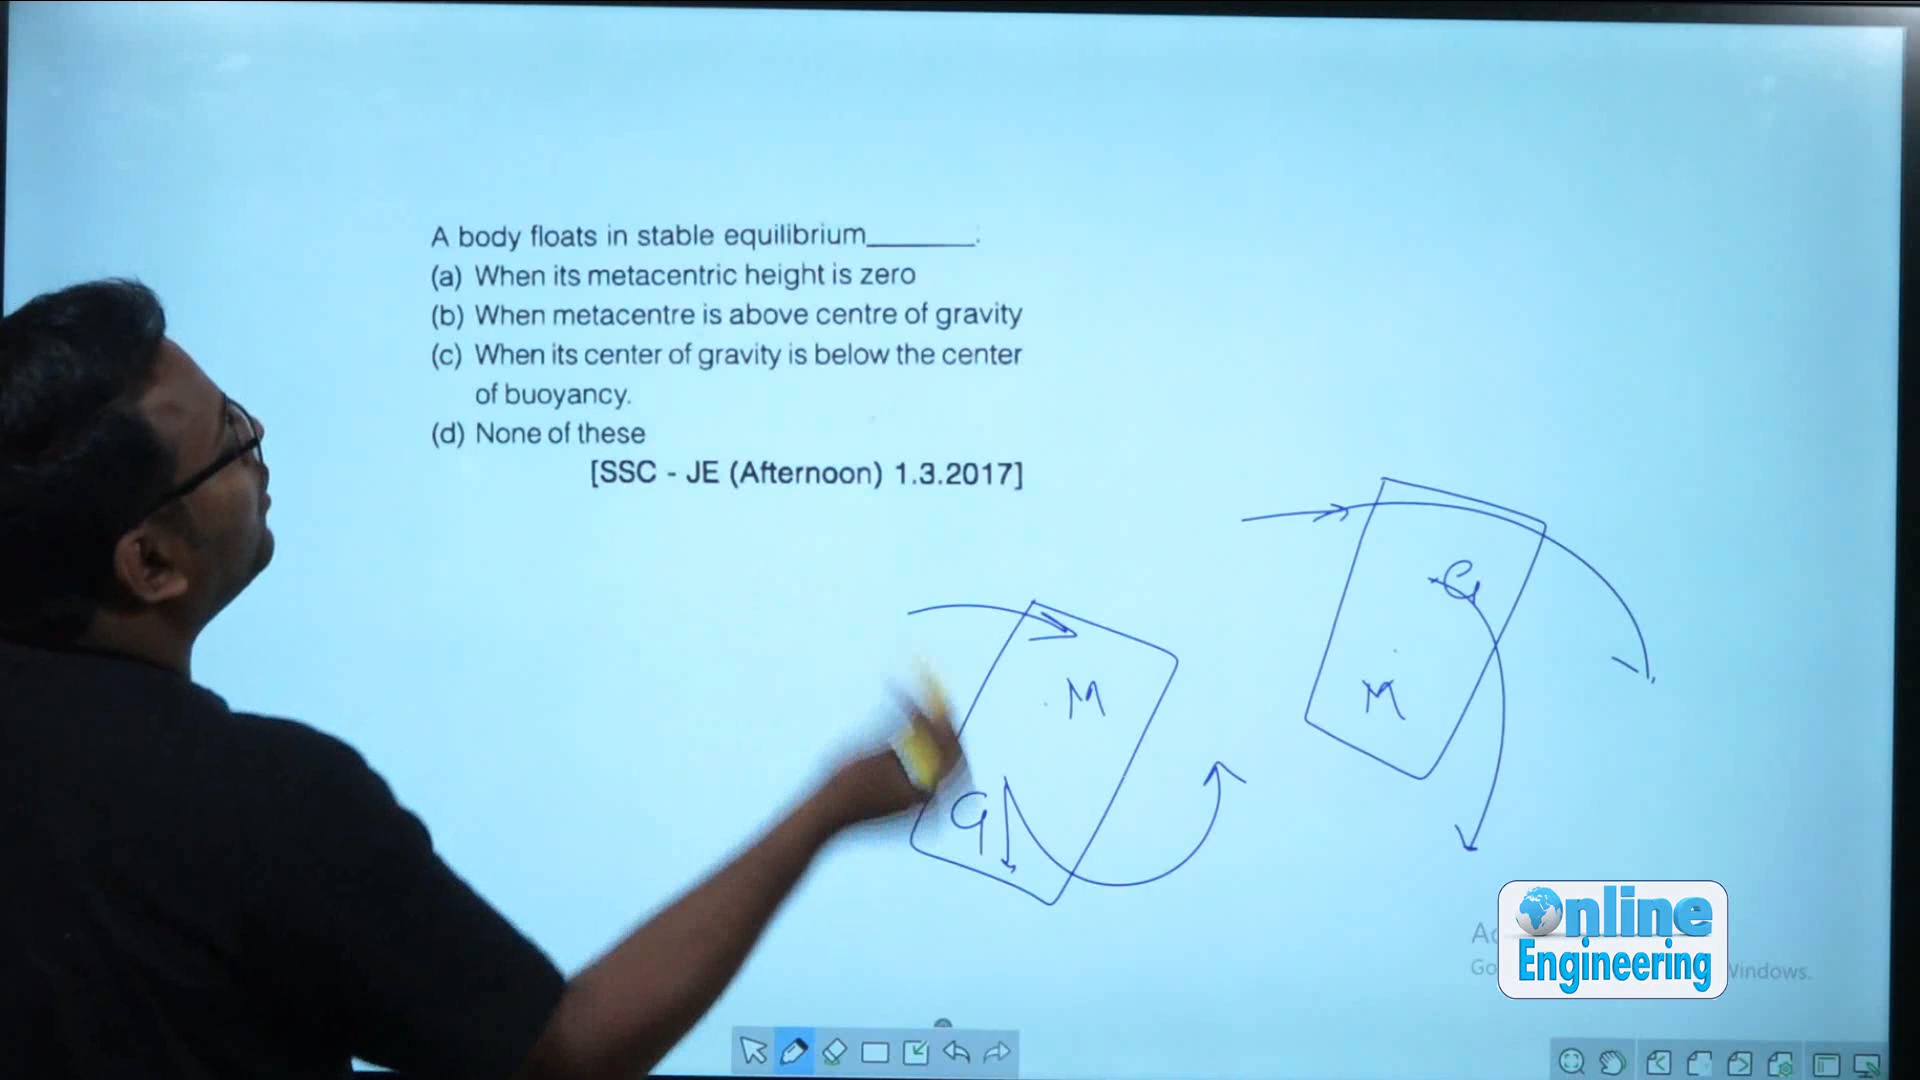 A body floats in stable equilibrium________.
(a) When its metacentric height is zero
(b) When metacentre is above centre of gravity
(c) When its center of gravity is below the center
of buoyancy.
(d) None of these
[SSC - JE (Afternoon) 1.3.2017]
G
M
M
G
Online
Engineering
Windows.